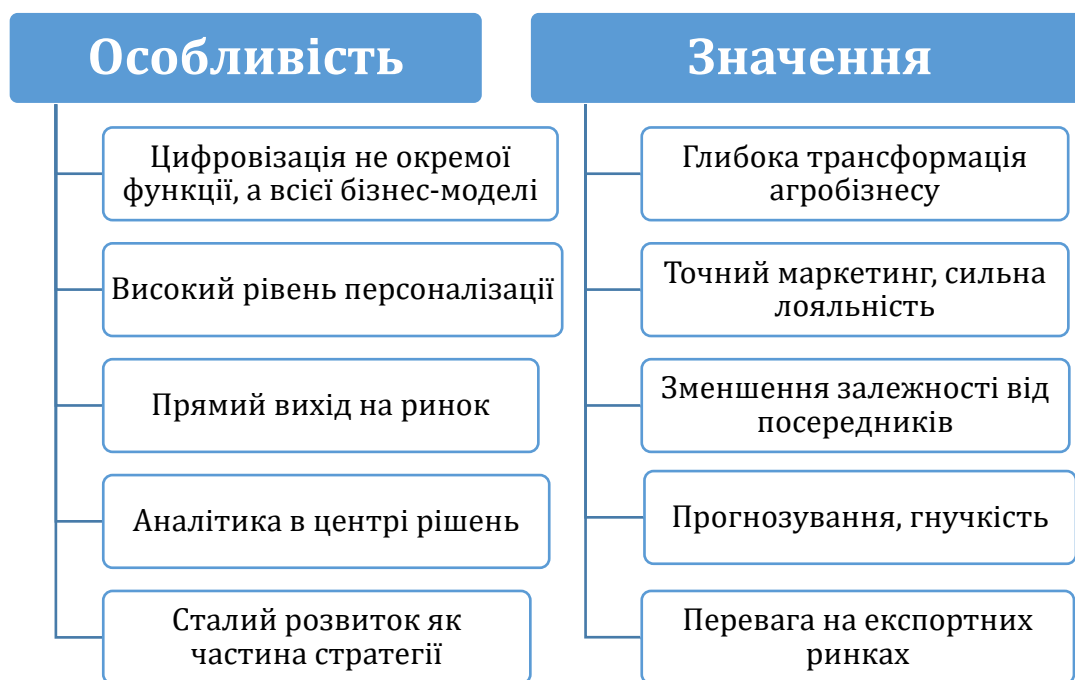 Особливість
Цифровізація не окремої
функції, а всієї бізнес-моделі
Високий рівень персоналізації
Прямий вихід на ринок
Аналітика в центрі рішень
Сталий розвиток як
частина стратегії
Значення
Глибока трансформація
агробізнесу
Точний маркетинг, сильна
лояльність
Зменшення залежності від
посередників
Прогнозування, гнучкість
Перевага на експортних
ринках